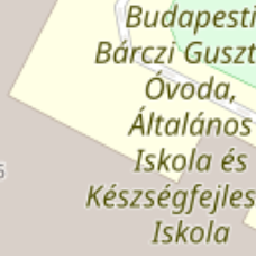 Budapesti
Bárczi Guszt
Óvoda,
Általános
Iskola és
Készségfejles
Iskola